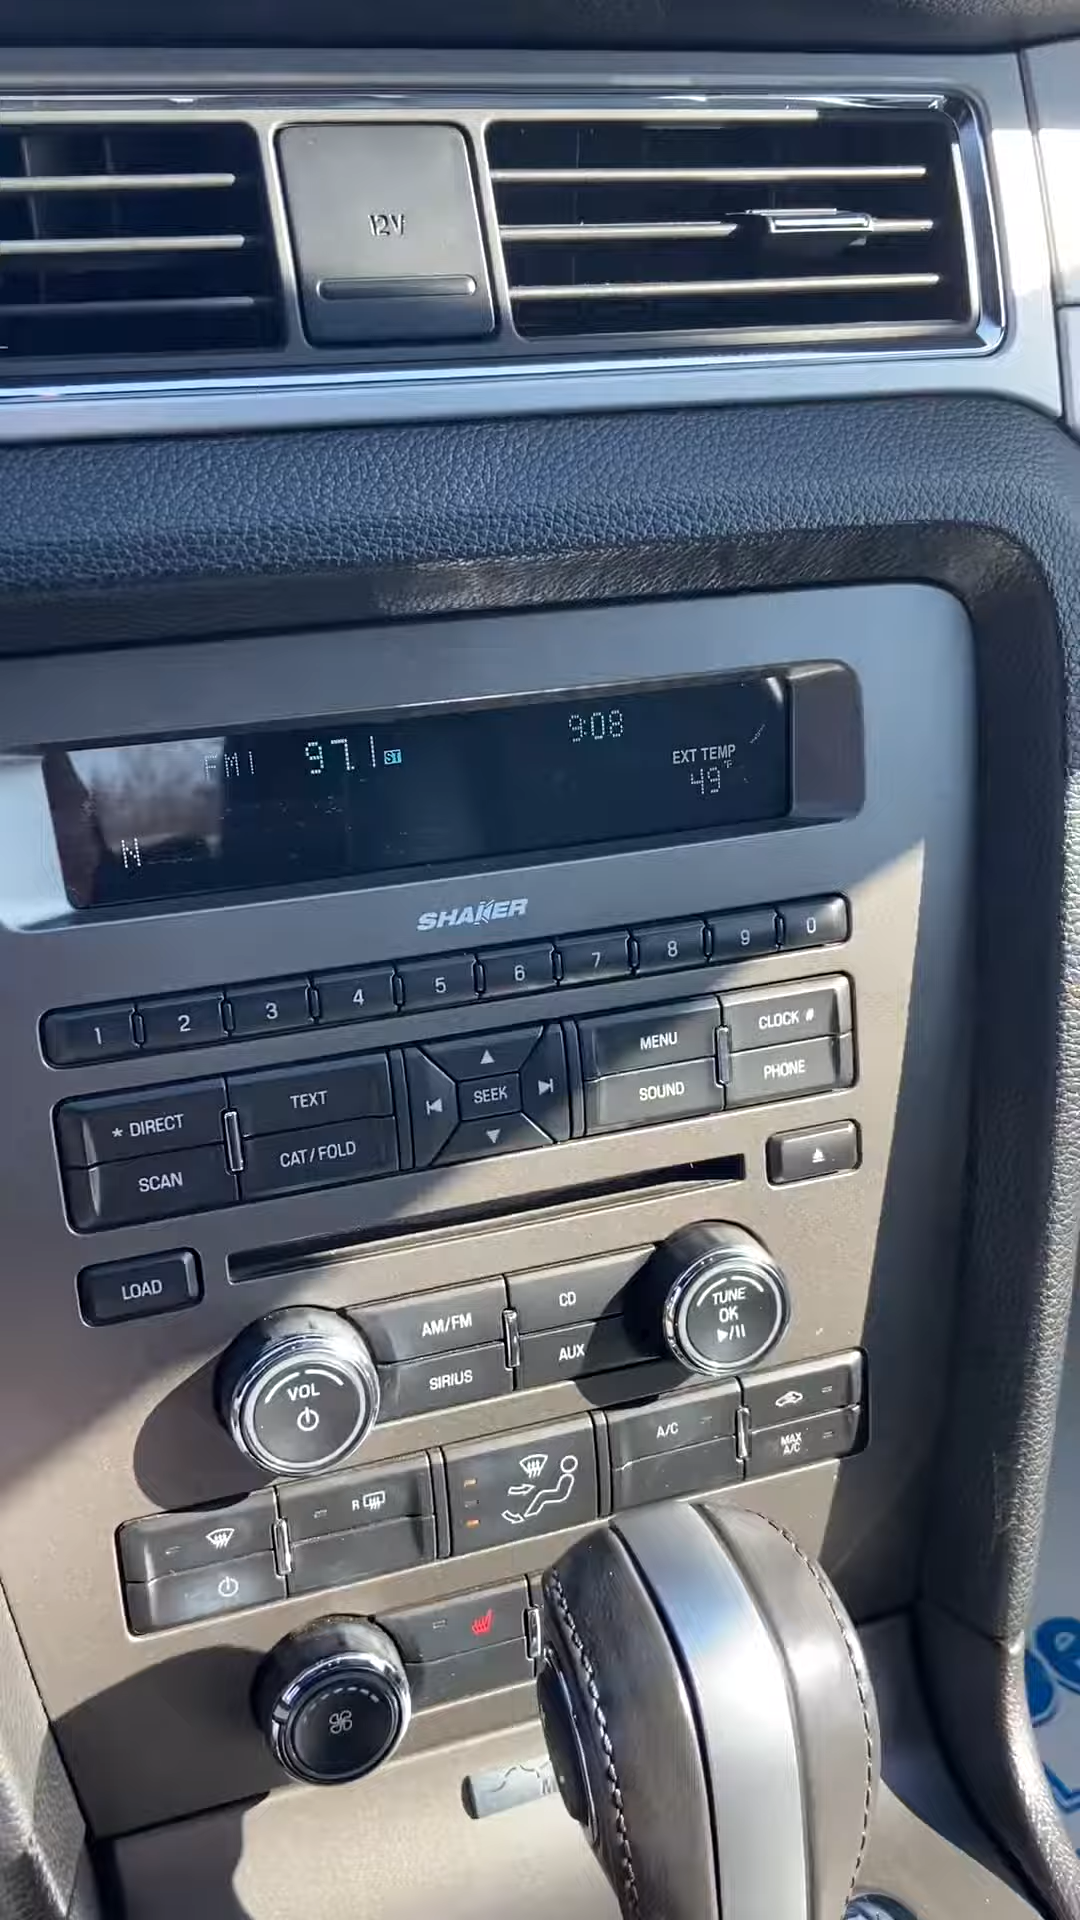 12V
FM1 97.1 ST
9:08
EXT TEMP
49°F
N
SHAKER
1 2 3 4 5 6 7 8 9 0
MENU
CLOCK #
SOUND
PHONE
* DIRECT
TEXT
SEEK
SCAN
CAT / FOLD
LOAD
AM/FM
CD
SIRIUS
AUX
TUNE
OK
VOL
A/C
MAX
A/C
R
M